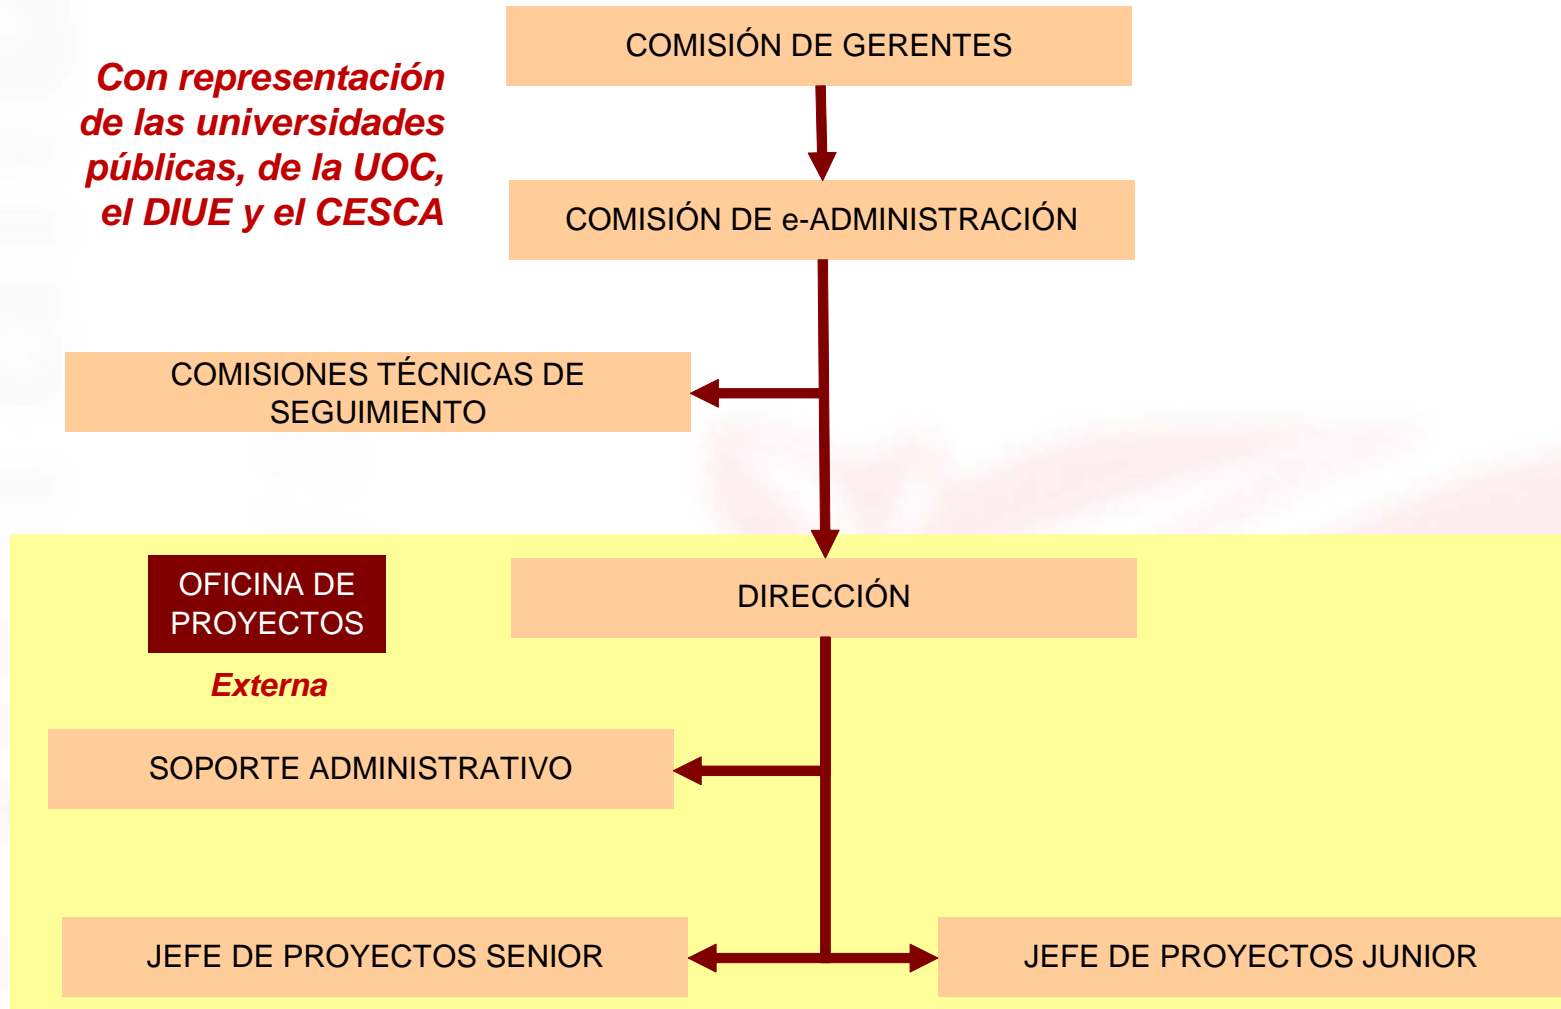 COMISIÓN DE GERENTES
Con representación
de las universidades
públicas, de la UOC,
el DIUE y el CESCA
COMISIÓN DE e-ADMINISTRACIÓN
COMISIONES TÉCNICAS DE
SEGUIMIENTO
OFICINA DE
PROYECTOS
Externa
DIRECCIÓN
SOPORTE ADMINISTRATIVO
JEFE DE PROYECTOS SENIOR
JEFE DE PROYECTOS JUNIOR